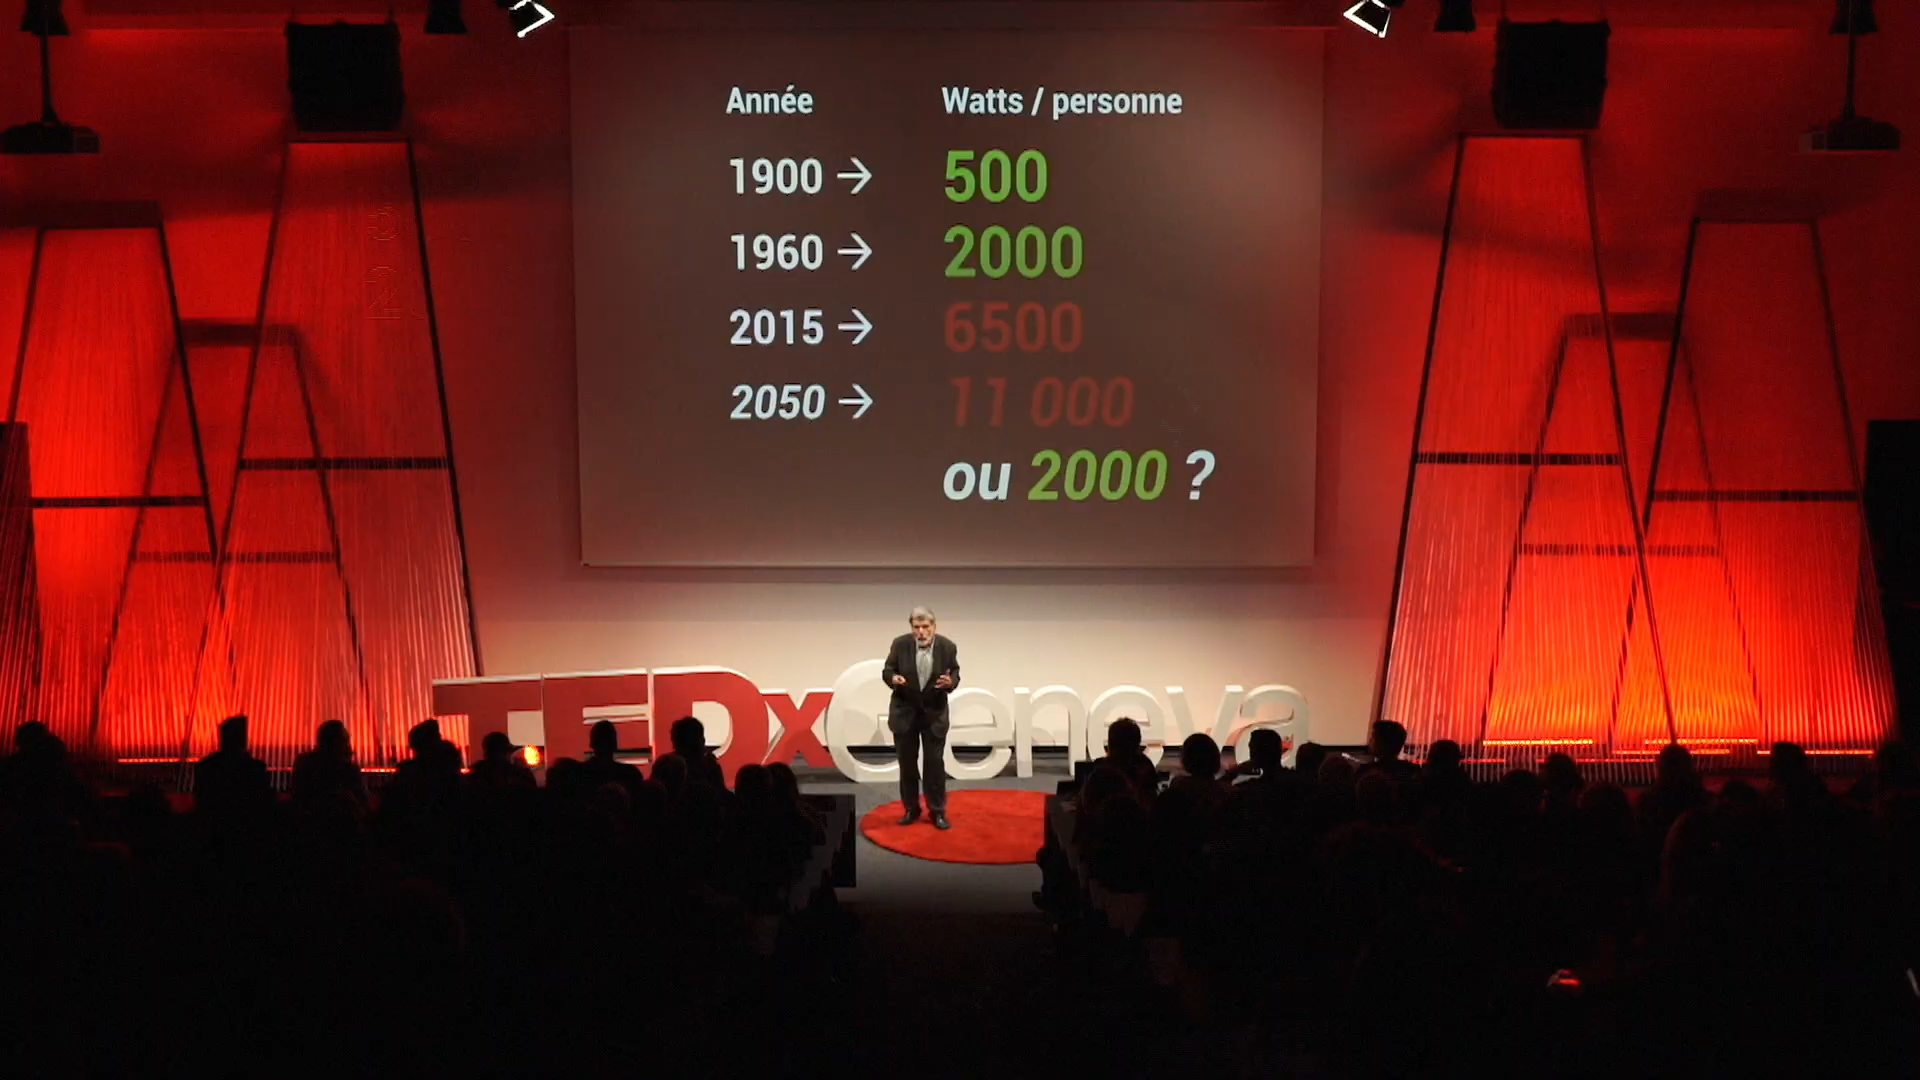 Année Watts / personne
1900 → 500
1960 → 2000
2015 → 6500
2050 → 11 000
ou 2000 ?
TEDxGeneva